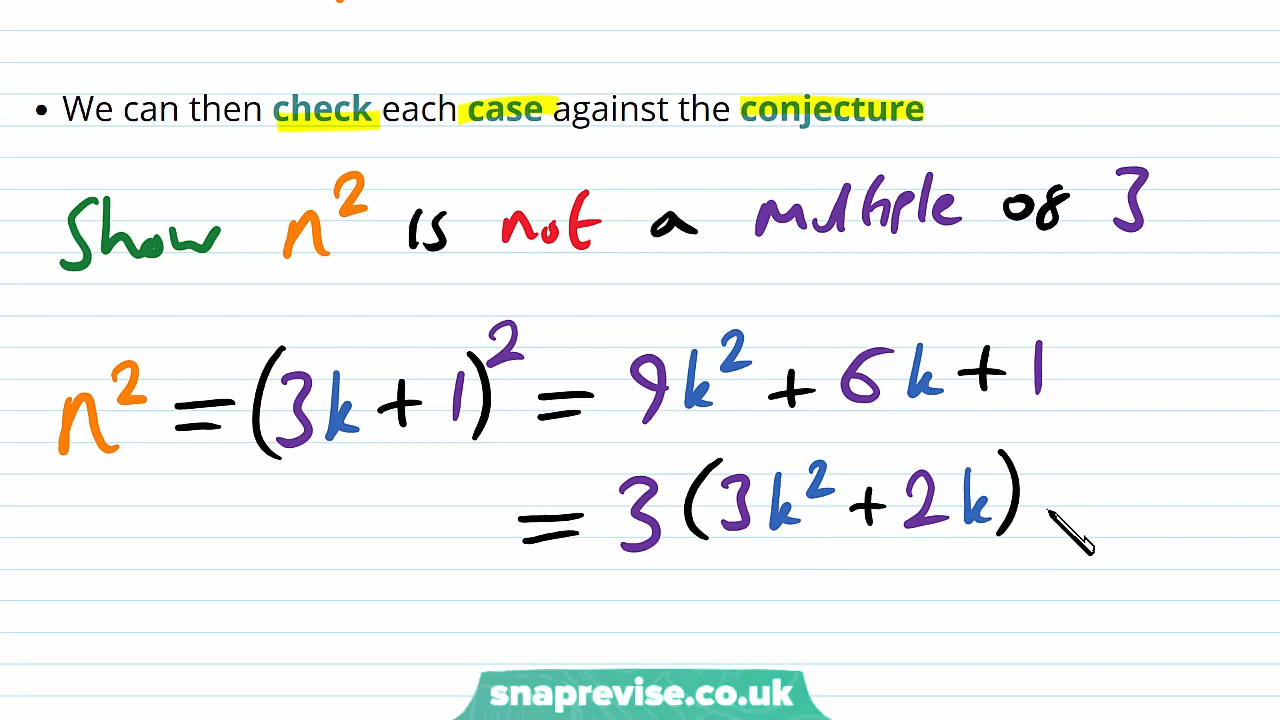 • We can then check each case against the conjecture
Show n² is not a multiple of 3
n² = (3k + 1)² = 9k² + 6k + 1
= 3(3k² + 2k)
snaprevise.co.uk